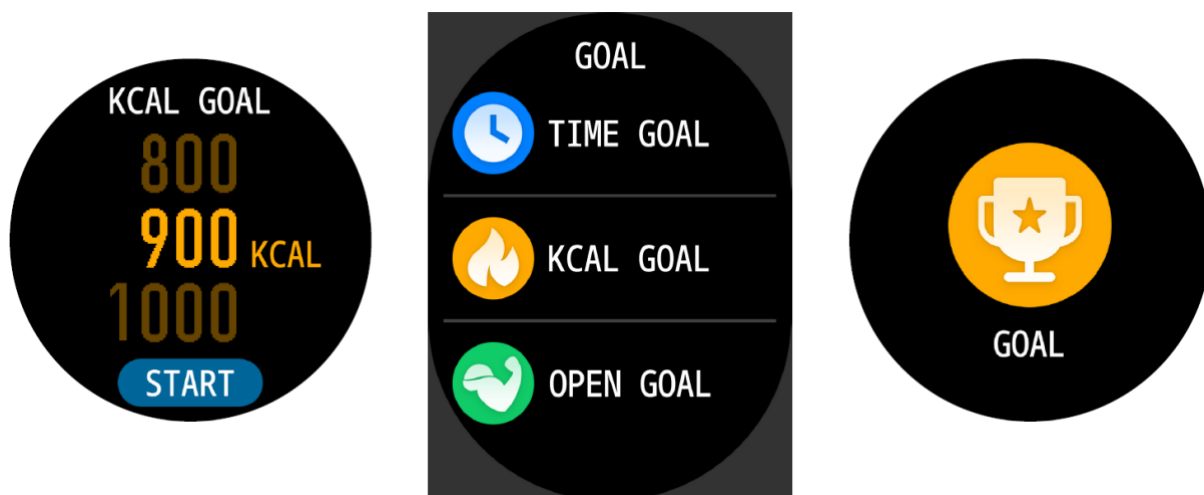 KCAL GOAL
800
900 KCAL
1000
START
GOAL
TIME GOAL
KCAL GOAL
OPEN GOAL
GOAL